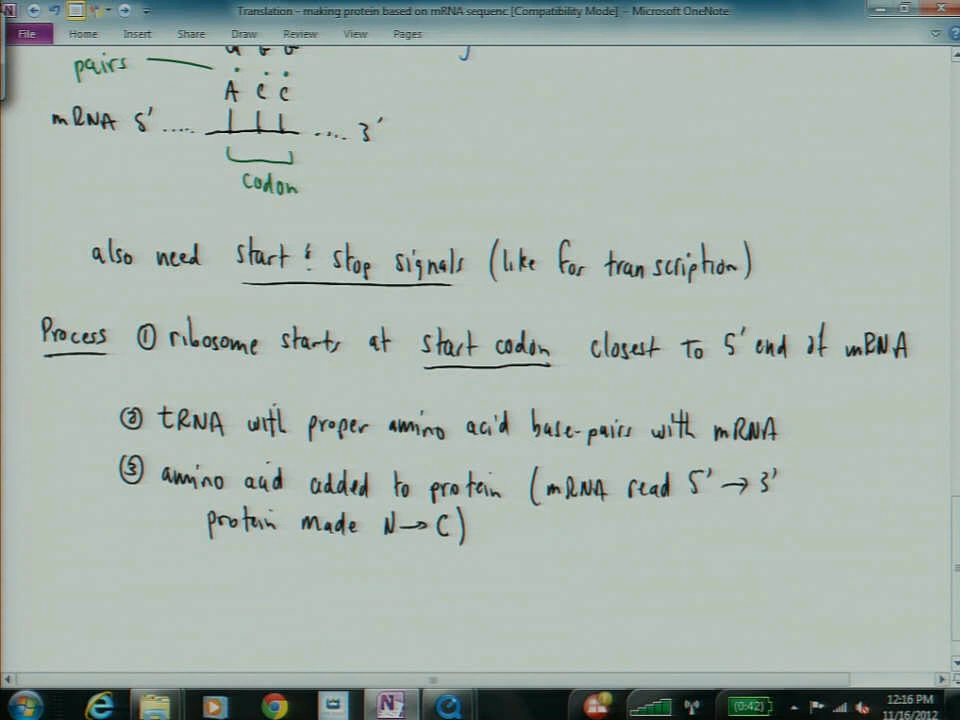 Translation - making protein based on mRNA sequenc [Compatibility Mode] - Microsoft OneNote
File Home Insert Share Draw Review View Pages
pairs
A C C
mRNA 5' ..... .... 3'
codon
also need start & stop signals (like for transcription)
Process ① ribosome starts at start codon closest to 5' end of mRNA
② tRNA with proper amino acid base-pairs with mRNA
③ amino acid added to protein (mRNA read 5' → 3'
protein made N→C)
(0:42)
12:16 PM
11/16/2012